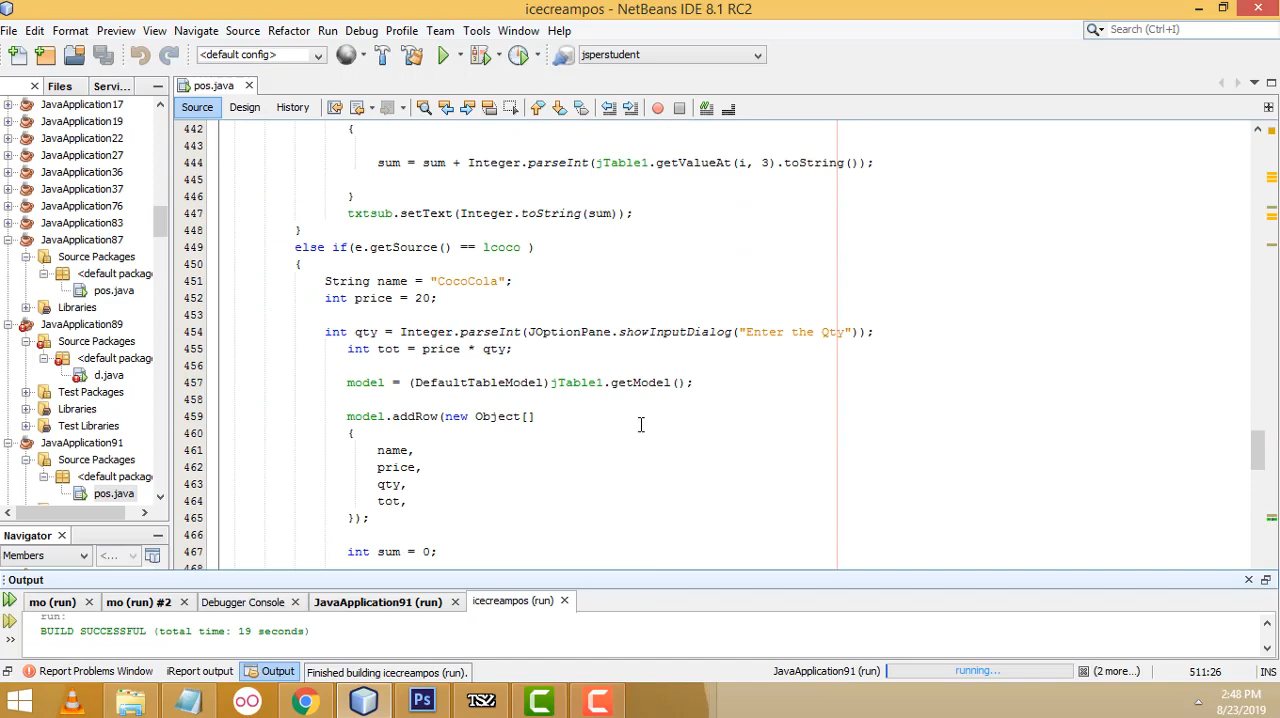 icecreampos - NetBeans IDE 8.1 RC2
File Edit Format Preview View Navigate Source Refactor Run Debug Profile Team Tools Window Help
Search (Ctrl+I)
<default config>
jsperstudent
Files Servi...
pos.java
Source Design History
JavaApplication17
JavaApplication19
JavaApplication22
JavaApplication27
JavaApplication36
JavaApplication37
JavaApplication76
JavaApplication83
JavaApplication87
Source Packages
<default packag
pos.java
Libraries
JavaApplication89
Source Packages
<default packag
d.java
Test Packages
Libraries
Test Libraries
JavaApplication91
Source Packages
<default packag
pos.java
Navigator
Members
<...
442 {
443
444 sum = sum + Integer.parseInt(jTable1.getValueAt(i, 3).toString());
445
446 }
447 txtsub.setText(Integer.toString(sum));
448 }
449 else if(e.getSource() == lcoco )
450 {
451 String name = "CocoCola";
452 int price = 20;
453
454 int qty = Integer.parseInt(JOptionPane.showInputDialog("Enter the Qty"));
455 int tot = price * qty;
456
457 model = (DefaultTableModel)jTable1.getModel();
458
459 model.addRow(new Object[]
460 {
461 name,
462 price,
463 qty,
464 tot,
465 });
466
467 int sum = 0;
468
Output
mo (run) mo (run) #2 Debugger Console JavaApplication91 (run) icecreampos (run)
run:
BUILD SUCCESSFUL (total time: 19 seconds)
Report Problems Window iReport output Output Finished building icecreampos (run). JavaApplication91 (run) running... (2 more...) 511:26 INS
Ps TSZ C C
2:48 PM
8/23/2019